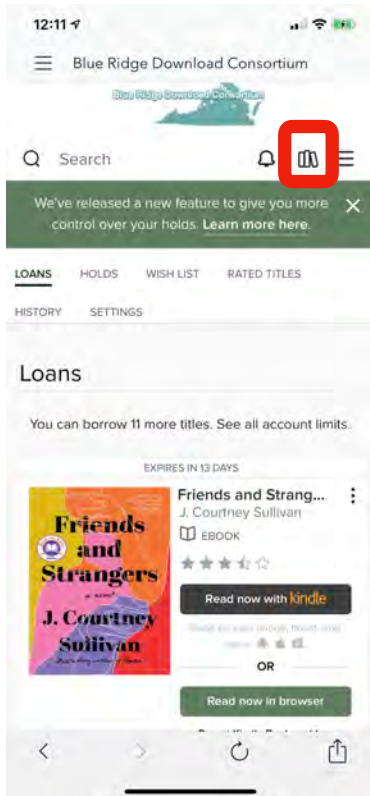 12:11
Blue Ridge Download Consortium
Blue Ridge Download Consortium
Search
We've released a new feature to give you more
control over your holds. Learn more here.
LOANS HOLDS WISH LIST RATED TITLES
HISTORY SETTINGS
Loans
You can borrow 11 more titles. See all account limits.
EXPIRES IN 13 DAYS
Friends and Strang...
J. Courtney Sullivan
EBOOK
Friends
and
Strangers
a novel
J. Courtney
Sullivan
Read now with kindle
OR
Read now in browser